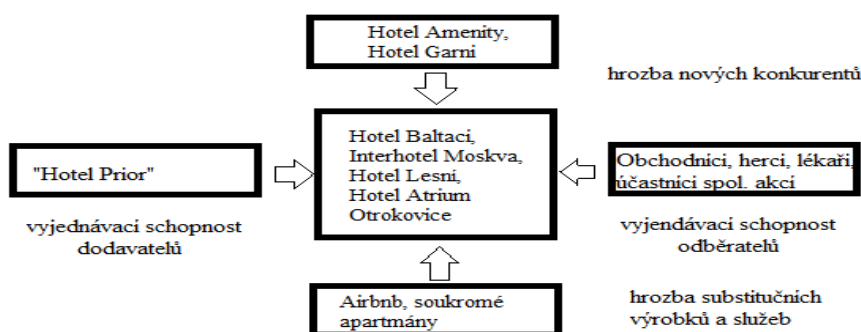 Hotel Amenity,
Hotel Garni
hrozba nových konkurentů
Hotel Baltaci,
Interhotel Moskva,
Hotel Lesní,
Hotel Atrium
Otrokovice
"Hotel Prior"
Obchodníci, herci, lékaři,
účastníci spol. akcí
vyjednávací schopnost
dodavatelů
vyjendávací schopnost
odběratelů
Airbnb, soukromé
apartmány
hrozba substitučních
výrobků a služeb